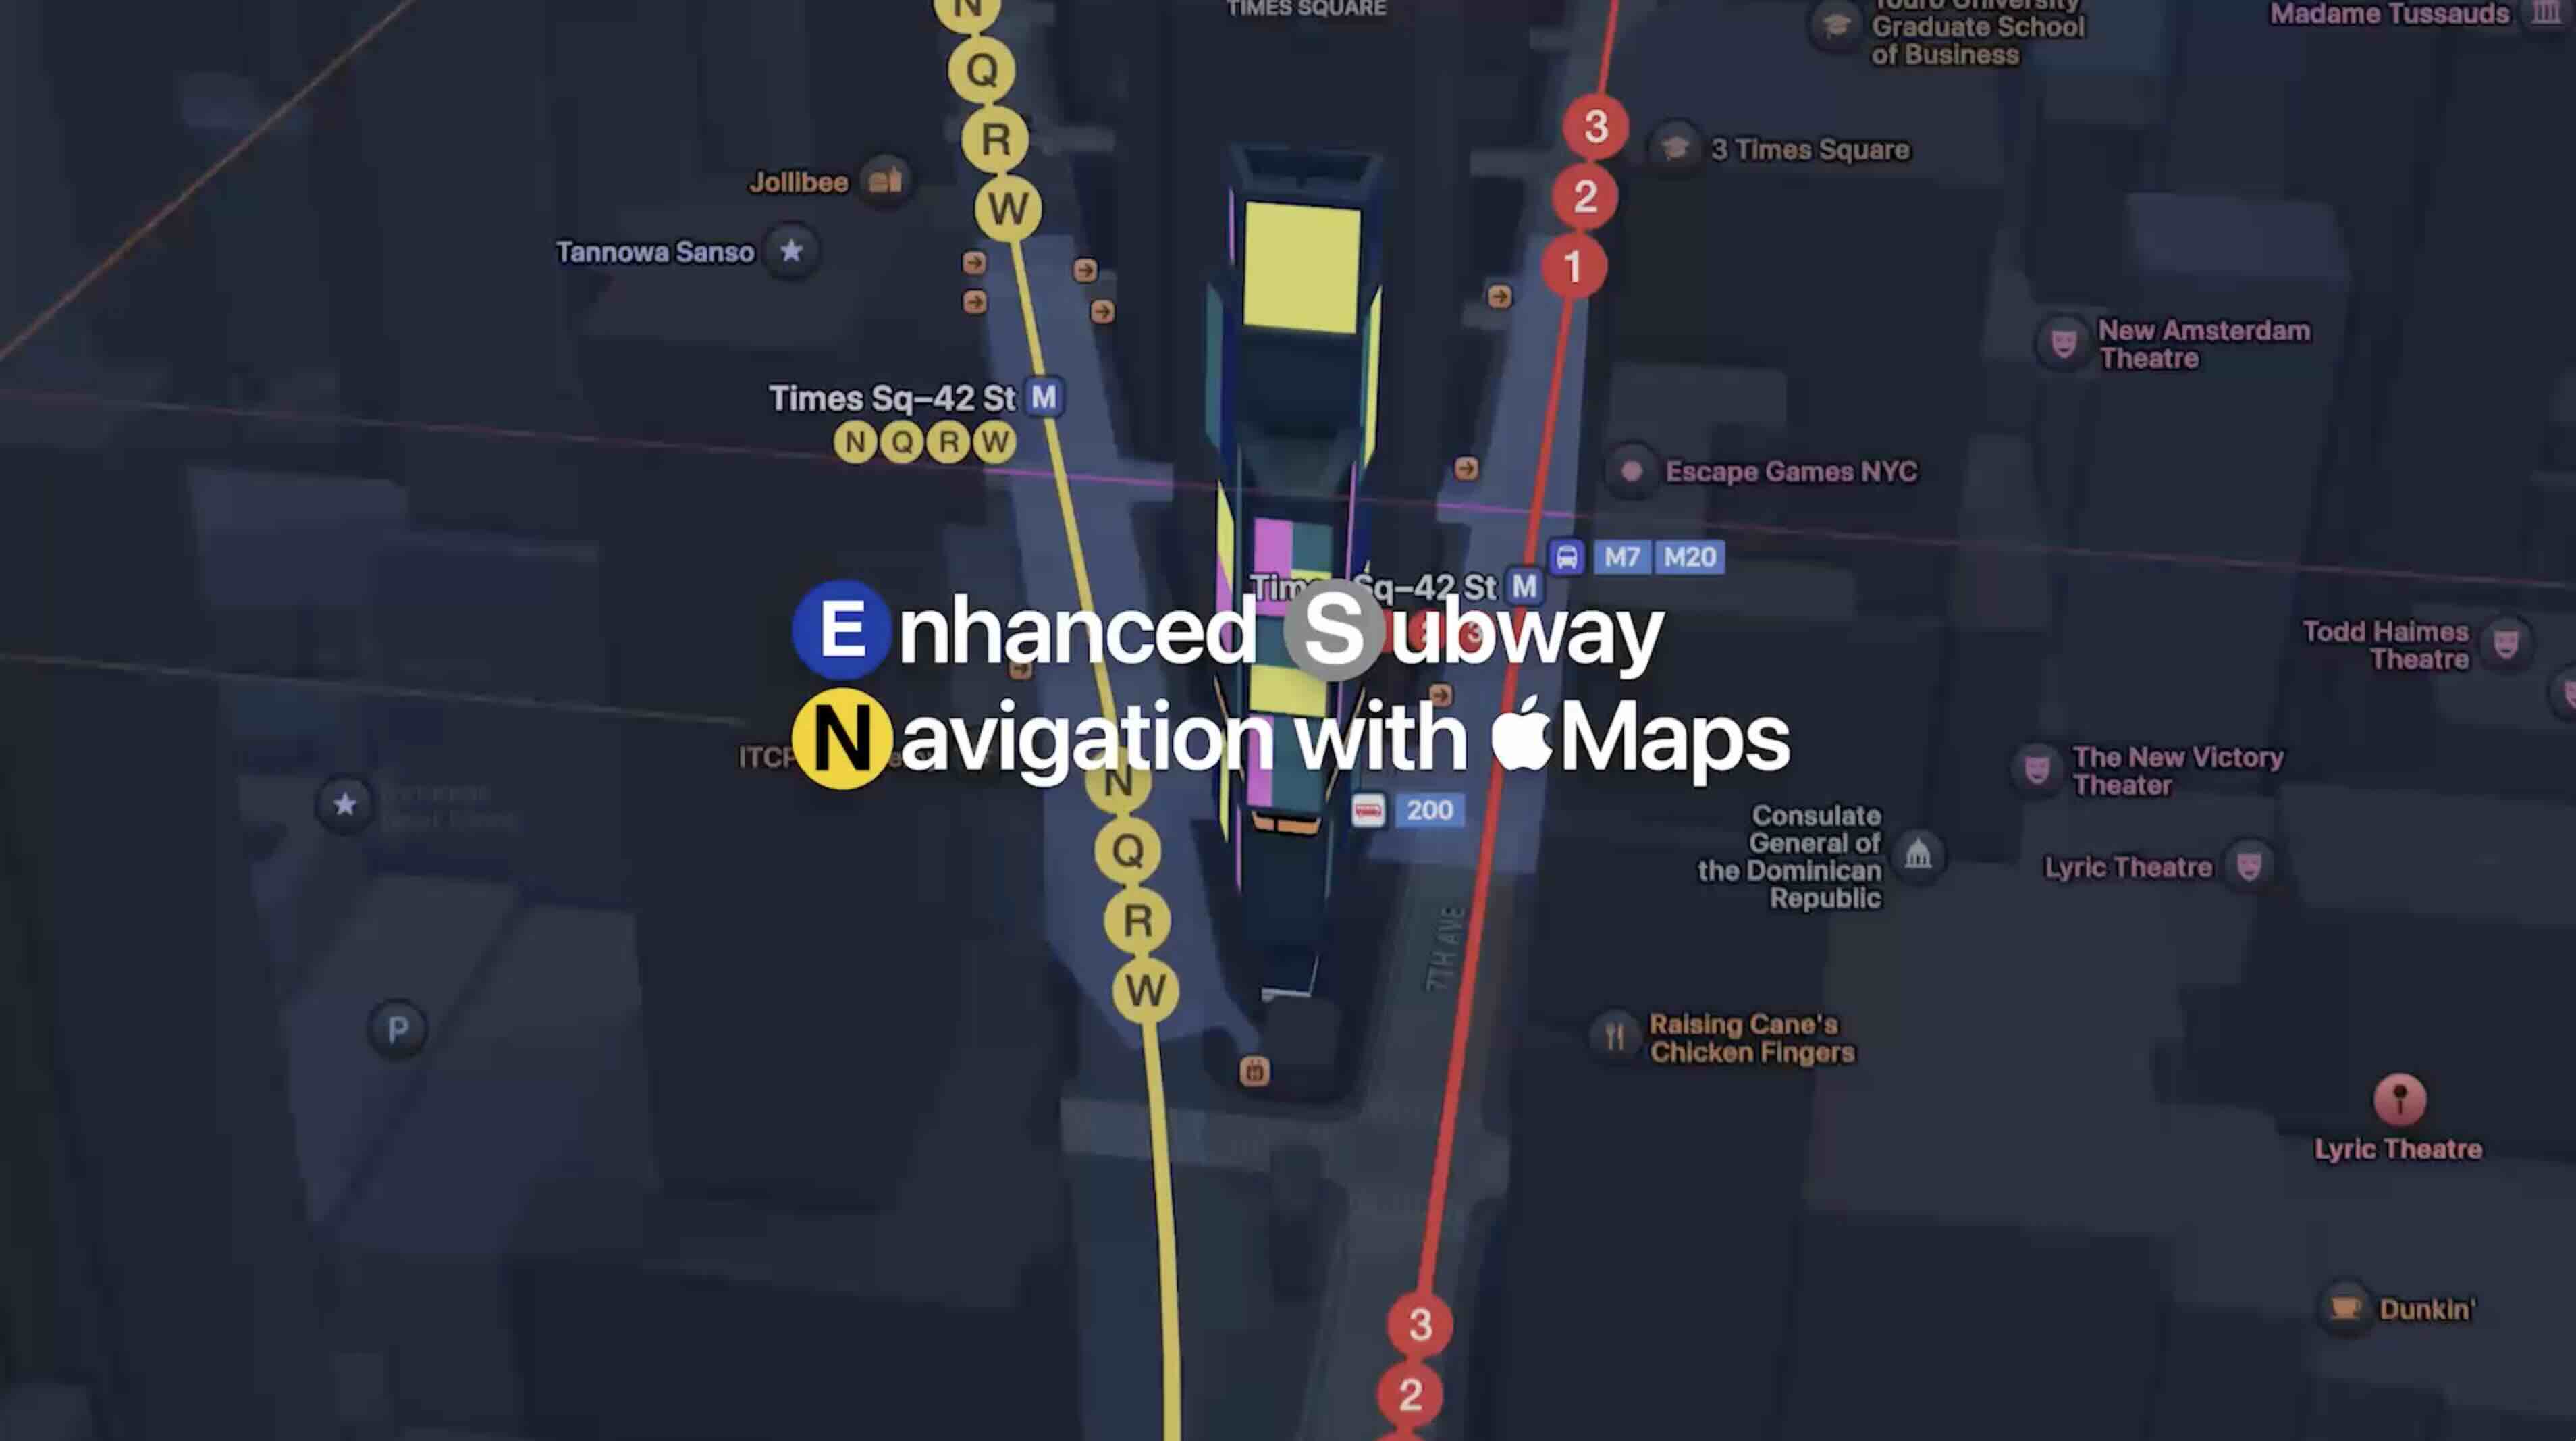 TIMES SQUARE
N
Q
R
W
Graduate School
of Business
Madame Tussauds
3
2
1
3 Times Square
Jollibee
Tannowa Sanso
New Amsterdam
Theatre
Times Sq–42 St M
N Q R W
Escape Games NYC
M7 M20
Sq–42 St M
Enhanced Subway
Navigation with Maps
Todd Haimes
Theatre
The New Victory
Theater
N
Q
R
W
200
Consulate
General of
the Dominican
Republic
Lyric Theatre
7TH AVE
P
Raising Cane's
Chicken Fingers
Lyric Theatre
Dunkin'
3
2